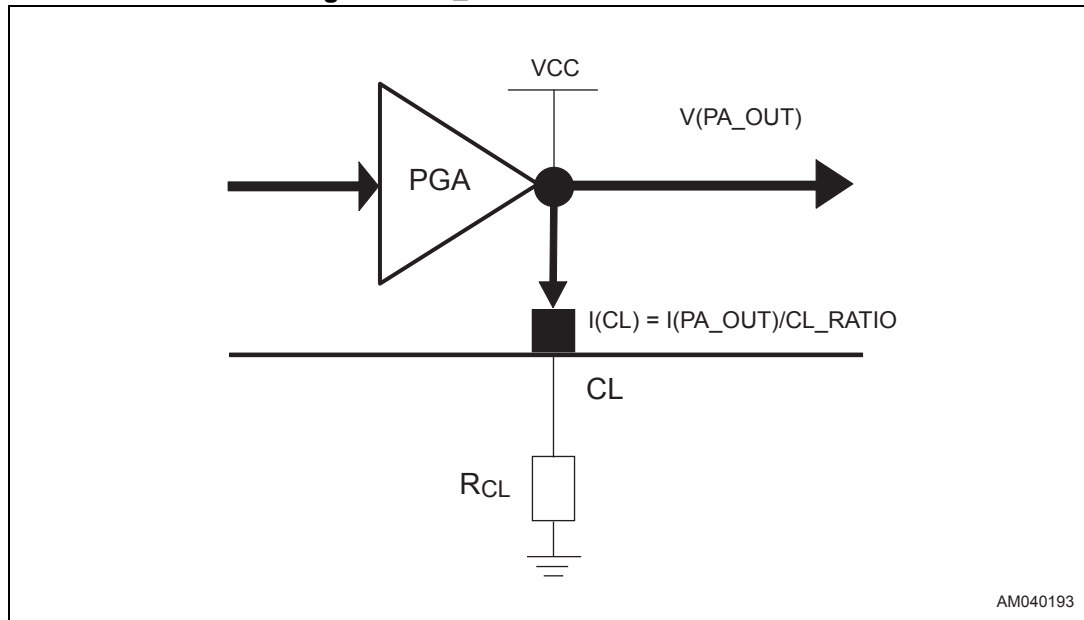 VCC
V(PA_OUT)
PGA
I(CL) = I(PA_OUT)/CL_RATIO
CL
RCL
AM040193